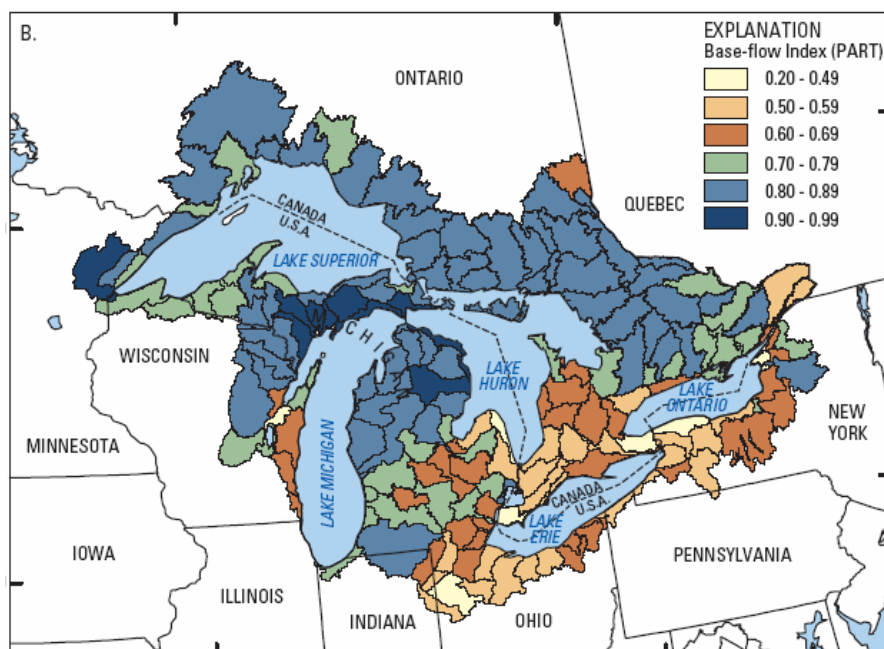 B.
EXPLANATION
Base-flow Index (PART)
0.20 - 0.49
0.50 - 0.59
0.60 - 0.69
0.70 - 0.79
0.80 - 0.89
0.90 - 0.99
ONTARIO
QUEBEC
CANADA
U.S.A.
LAKE SUPERIOR
WISCONSIN
MICHI
LAKE
HURON
LAKE
ONTARIO
NEW
YORK
MINNESOTA
LAKE MICHIGAN
CANADA
U.S.A.
LAKE
ERIE
IOWA
PENNSYLVANIA
ILLINOIS
INDIANA
OHIO